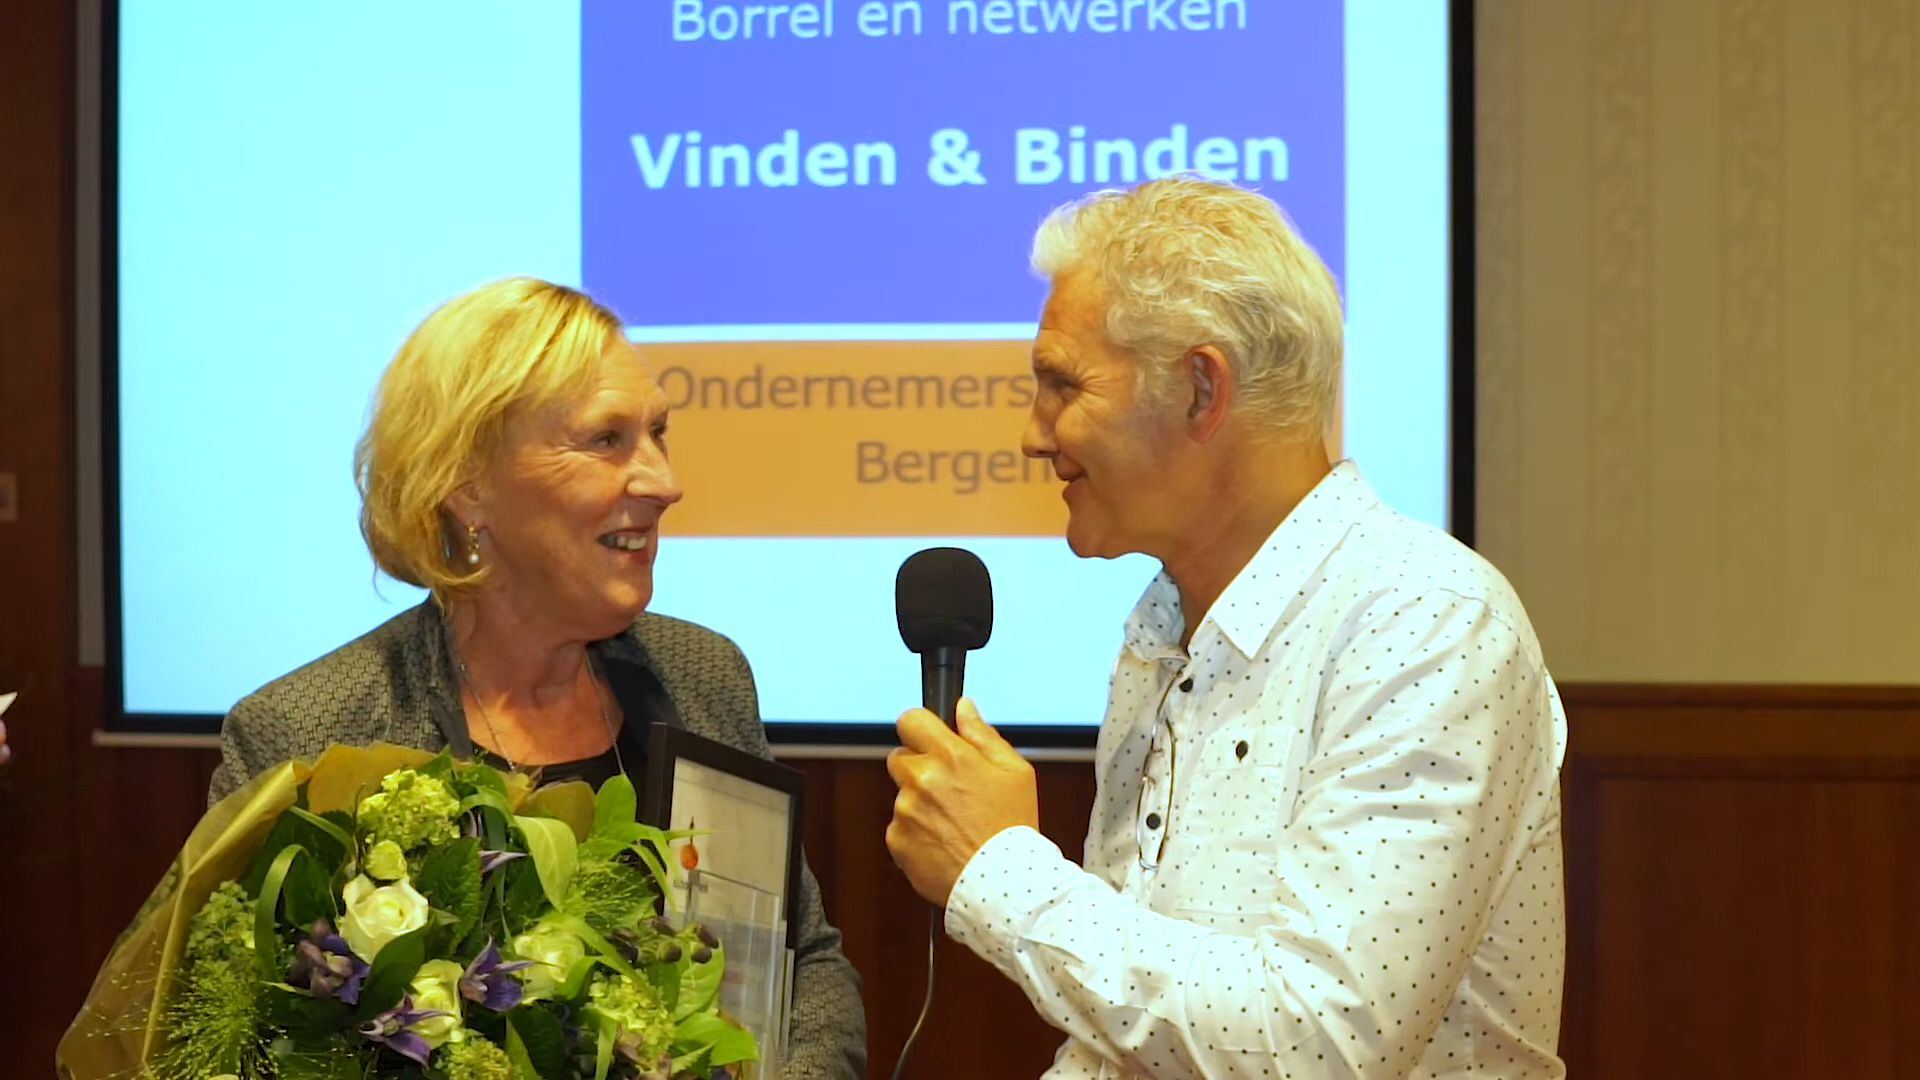 Borrel en netwerken
Vinden & Binden
Ondernemers
Bergen